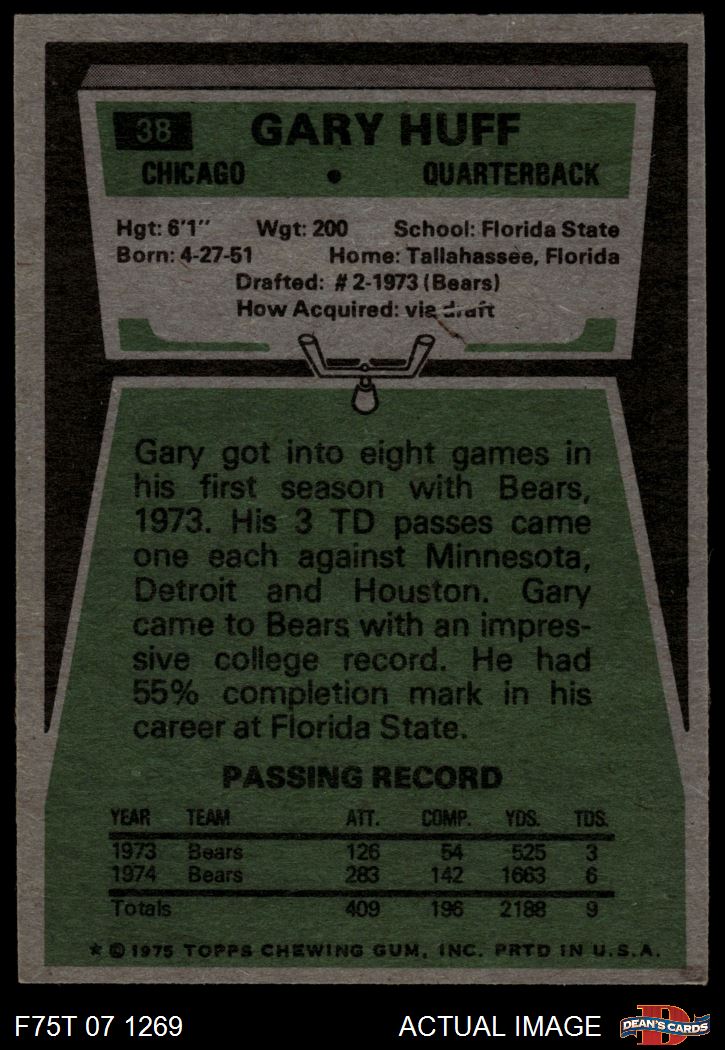 38 GARY HUFF
CHICAGO • QUARTERBACK
Hgt: 6'1" Wgt: 200 School: Florida State
Born: 4-27-51 Home: Tallahassee, Florida
Drafted: #2-1973 (Bears)
How Acquired: via draft
Gary got into eight games in
his first season with Bears,
1973. His 3 TD passes came
one each against Minnesota,
Detroit and Houston. Gary
came to Bears with an impres-
sive college record. He had
55% completion mark in his
career at Florida State.
PASSING RECORD
YEAR TEAM ATT. COMP. YDS. TDS.
1973 Bears 126 54 525 3
1974 Bears 283 142 1663 6
Totals 409 196 2188 9
* © 1975 TOPPS CHEWING GUM, INC. PRTD IN U.S.A.
F75T 07 1269 ACTUAL IMAGE D DEAN'S CARDS